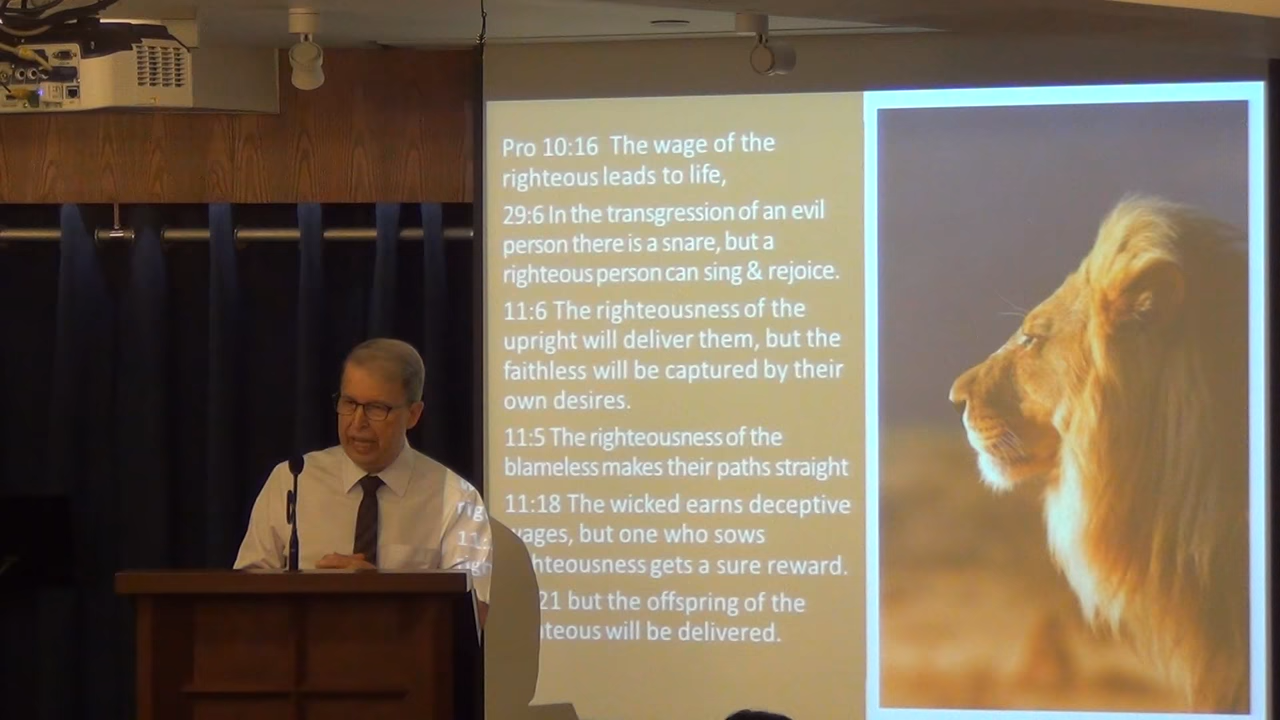 Pro 10:16 The wage of the
righteous leads to life,
29:6 In the transgression of an evil
person there is a snare, but a
righteous person can sing & rejoice.
11:6 The righteousness of the
upright will deliver them, but the
faithless will be captured by their
own desires.
11:5 The righteousness of the
blameless makes their paths straight
11:18 The wicked earns deceptive
wages, but one who sows
hteousness gets a sure reward.
21 but the offspring of the
teous will be delivered.